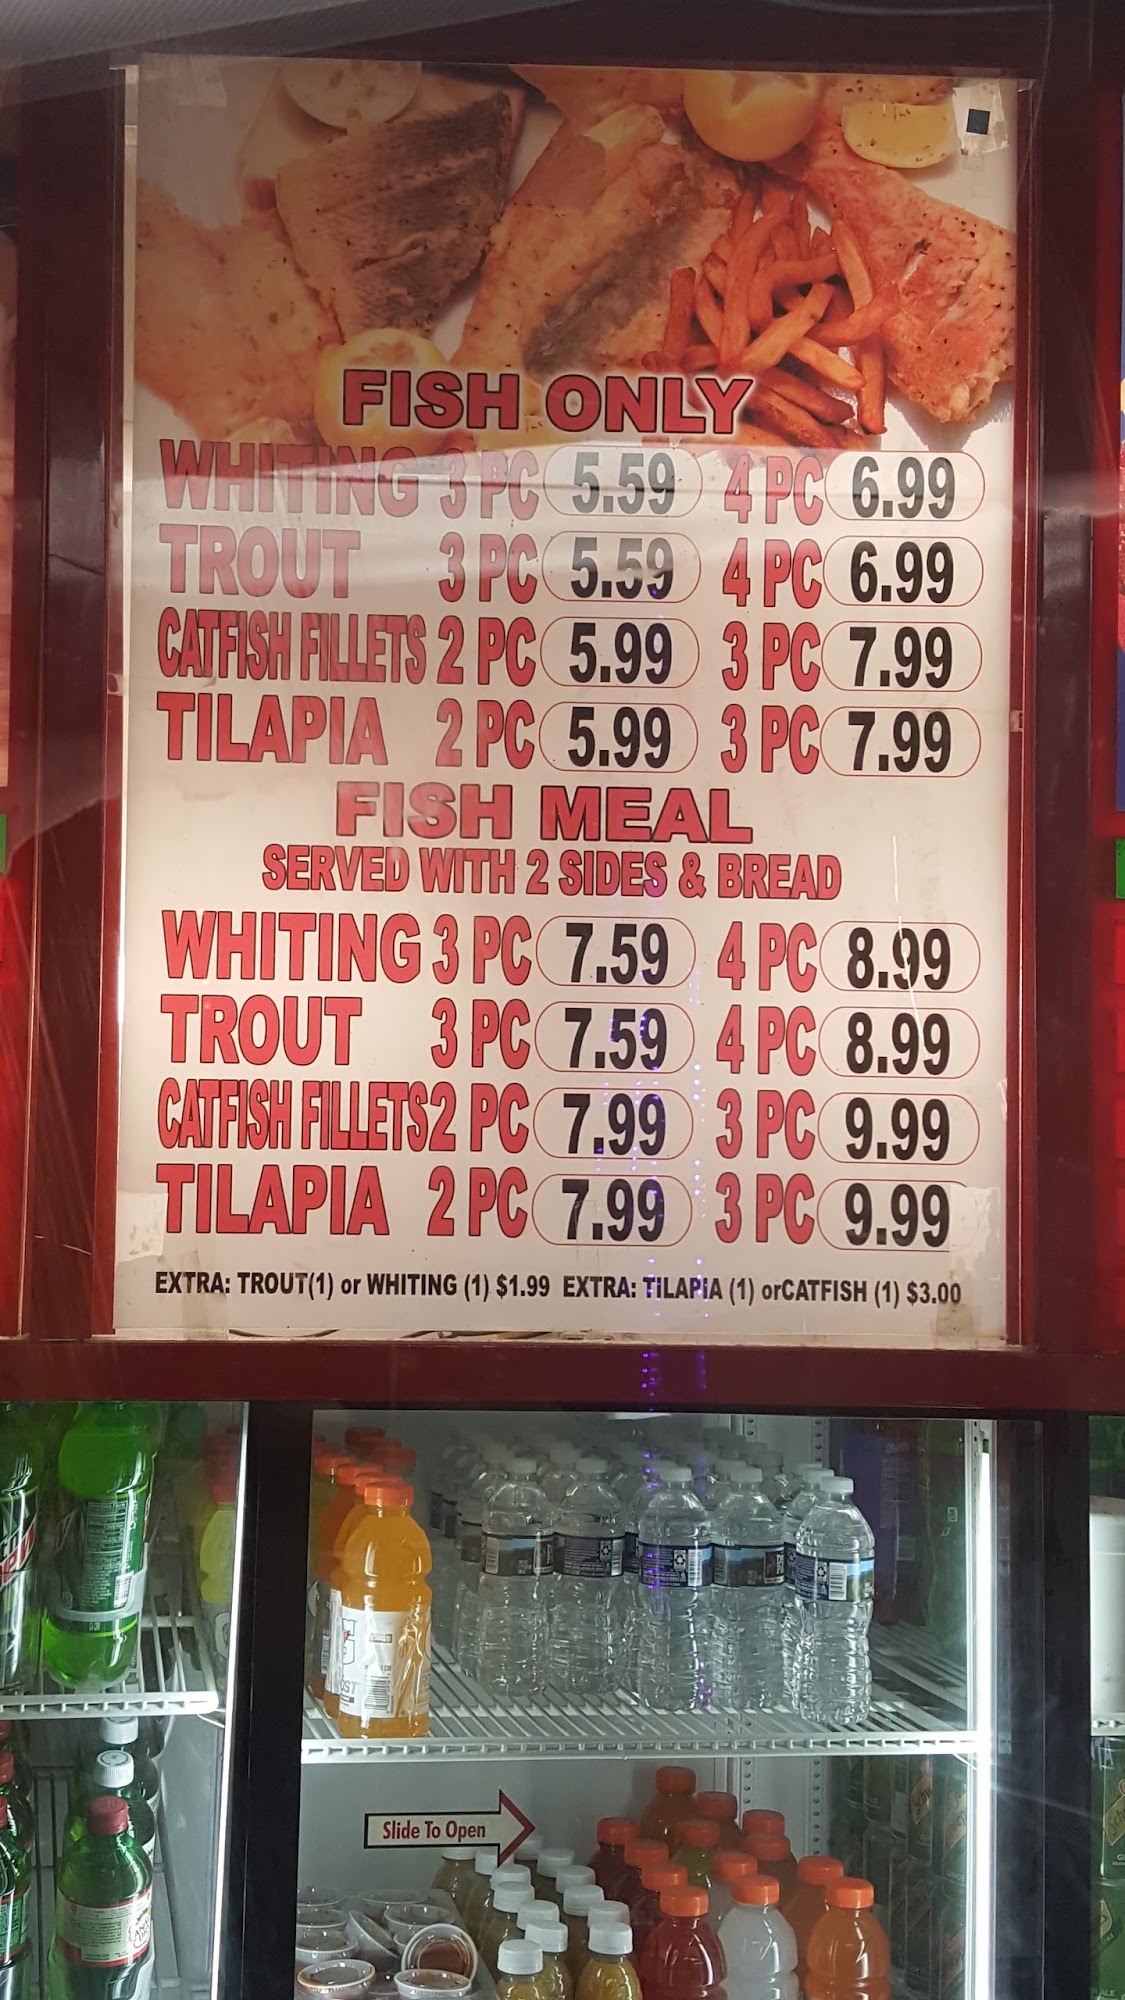 FISH ONLY
WHITING 3 PC 5.59 4 PC 6.99
TROUT 3 PC 5.59 4 PC 6.99
CATFISH FILLETS 2 PC 5.99 3 PC 7.99
TILAPIA 2 PC 5.99 3 PC 7.99
FISH MEAL
SERVED WITH 2 SIDES & BREAD
WHITING 3 PC 7.59 4 PC 8.99
TROUT 3 PC 7.59 4 PC 8.99
CATFISH FILLETS 2 PC 7.99 3 PC 9.99
TILAPIA 2 PC 7.99 3 PC 9.99
EXTRA: TROUT(1) or WHITING (1) $1.99 EXTRA: TILAPIA (1) orCATFISH (1) $3.00
Slide To Open